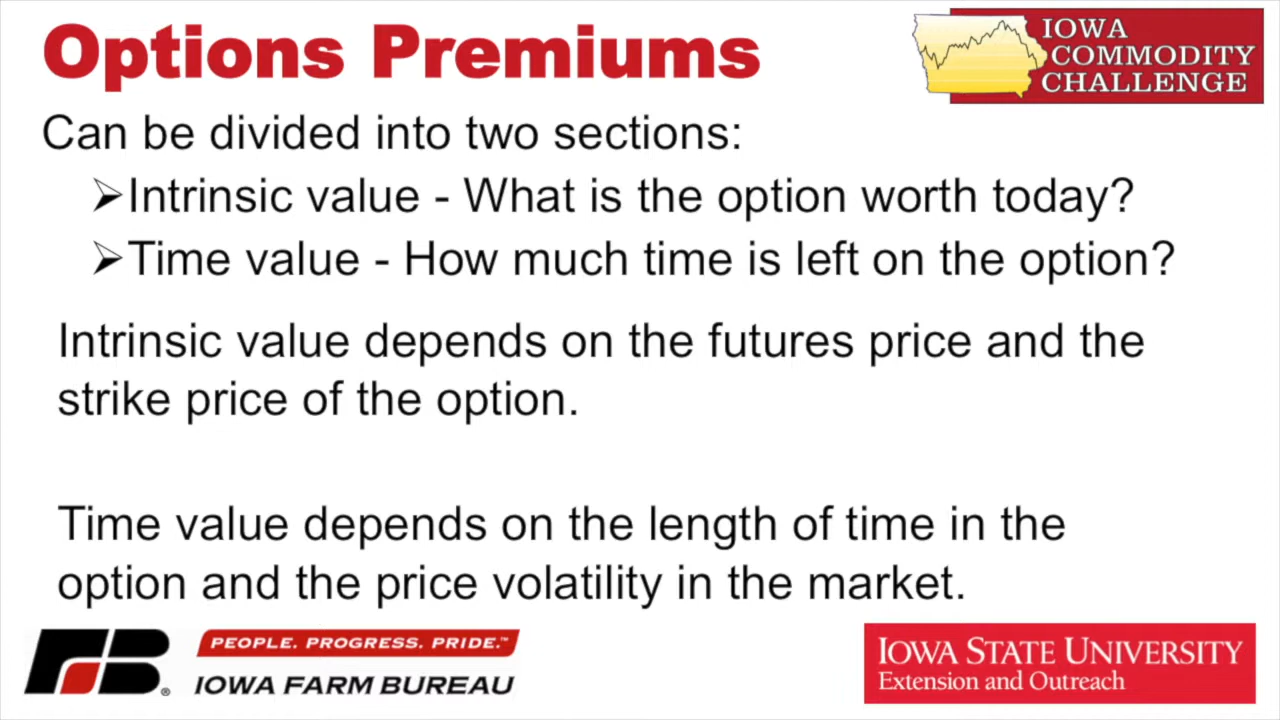 Options Premiums
IOWA
COMMODITY
CHALLENGE
Can be divided into two sections:
➢Intrinsic value - What is the option worth today?
➢Time value - How much time is left on the option?
Intrinsic value depends on the futures price and the
strike price of the option.
Time value depends on the length of time in the
option and the price volatility in the market.
FB®
PEOPLE. PROGRESS. PRIDE.™
IOWA FARM BUREAU
IOWA STATE UNIVERSITY
Extension and Outreach